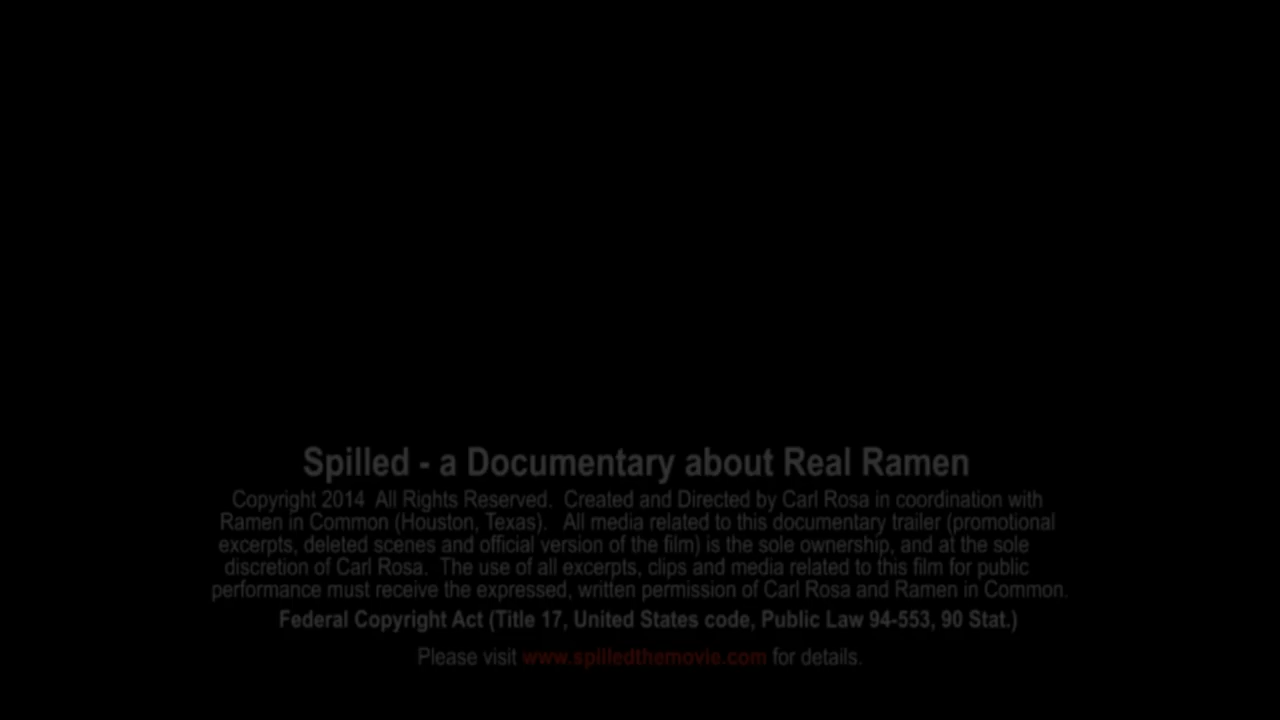 Spilled - a Documentary about Real Ramen
Copyright 2014 All Rights Reserved. Created and Directed by Carl Rosa in coordination with
Ramen in Common (Houston, Texas). All media related to this documentary trailer (promotional
excerpts, deleted scenes and official version of the film) is the sole ownership, and at the sole
discretion of Carl Rosa. The use of all excerpts, clips and media related to this film for public
performance must receive the expressed, written permission of Carl Rosa and Ramen in Common.
Federal Copyright Act (Title 17, United States code, Public Law 94-553, 90 Stat.)
Please visit www.spilledthemovie.com for details.